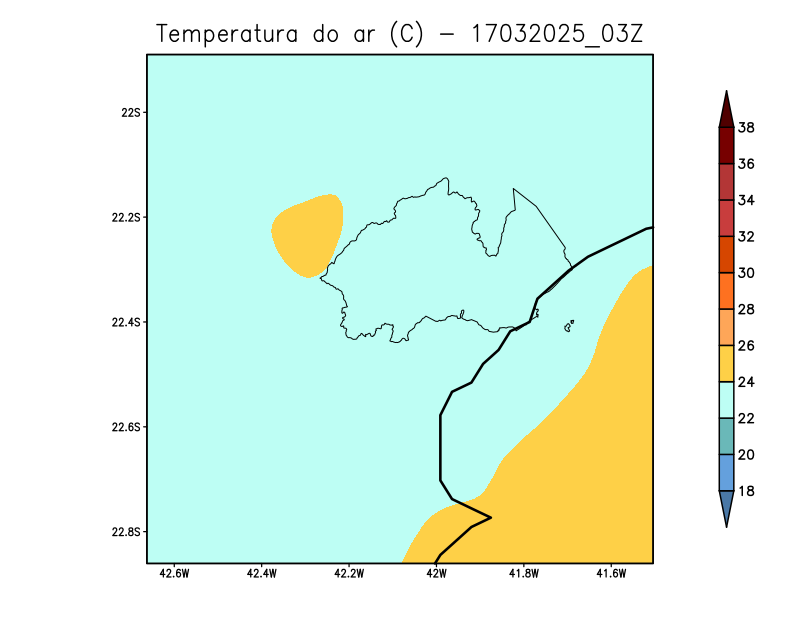 Temperatura do ar (C) - 17032025_03Z
22S
22.2S
22.4S
22.6S
22.8S
42.6W
42.4W
42.2W
42W
41.8W
41.6W
38
36
34
32
30
28
26
24
22
20
18